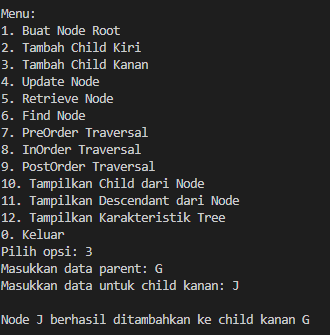 Menu:
1. Buat Node Root
2. Tambah Child Kiri
3. Tambah Child Kanan
4. Update Node
5. Retrieve Node
6. Find Node
7. PreOrder Traversal
8. InOrder Traversal
9. PostOrder Traversal
10. Tampilkan Child dari Node
11. Tampilkan Descendant dari Node
12. Tampilkan Karakteristik Tree
0. Keluar
Pilih opsi: 3
Masukkan data parent: G
Masukkan data untuk child kanan: J
Node J berhasil ditambahkan ke child kanan G